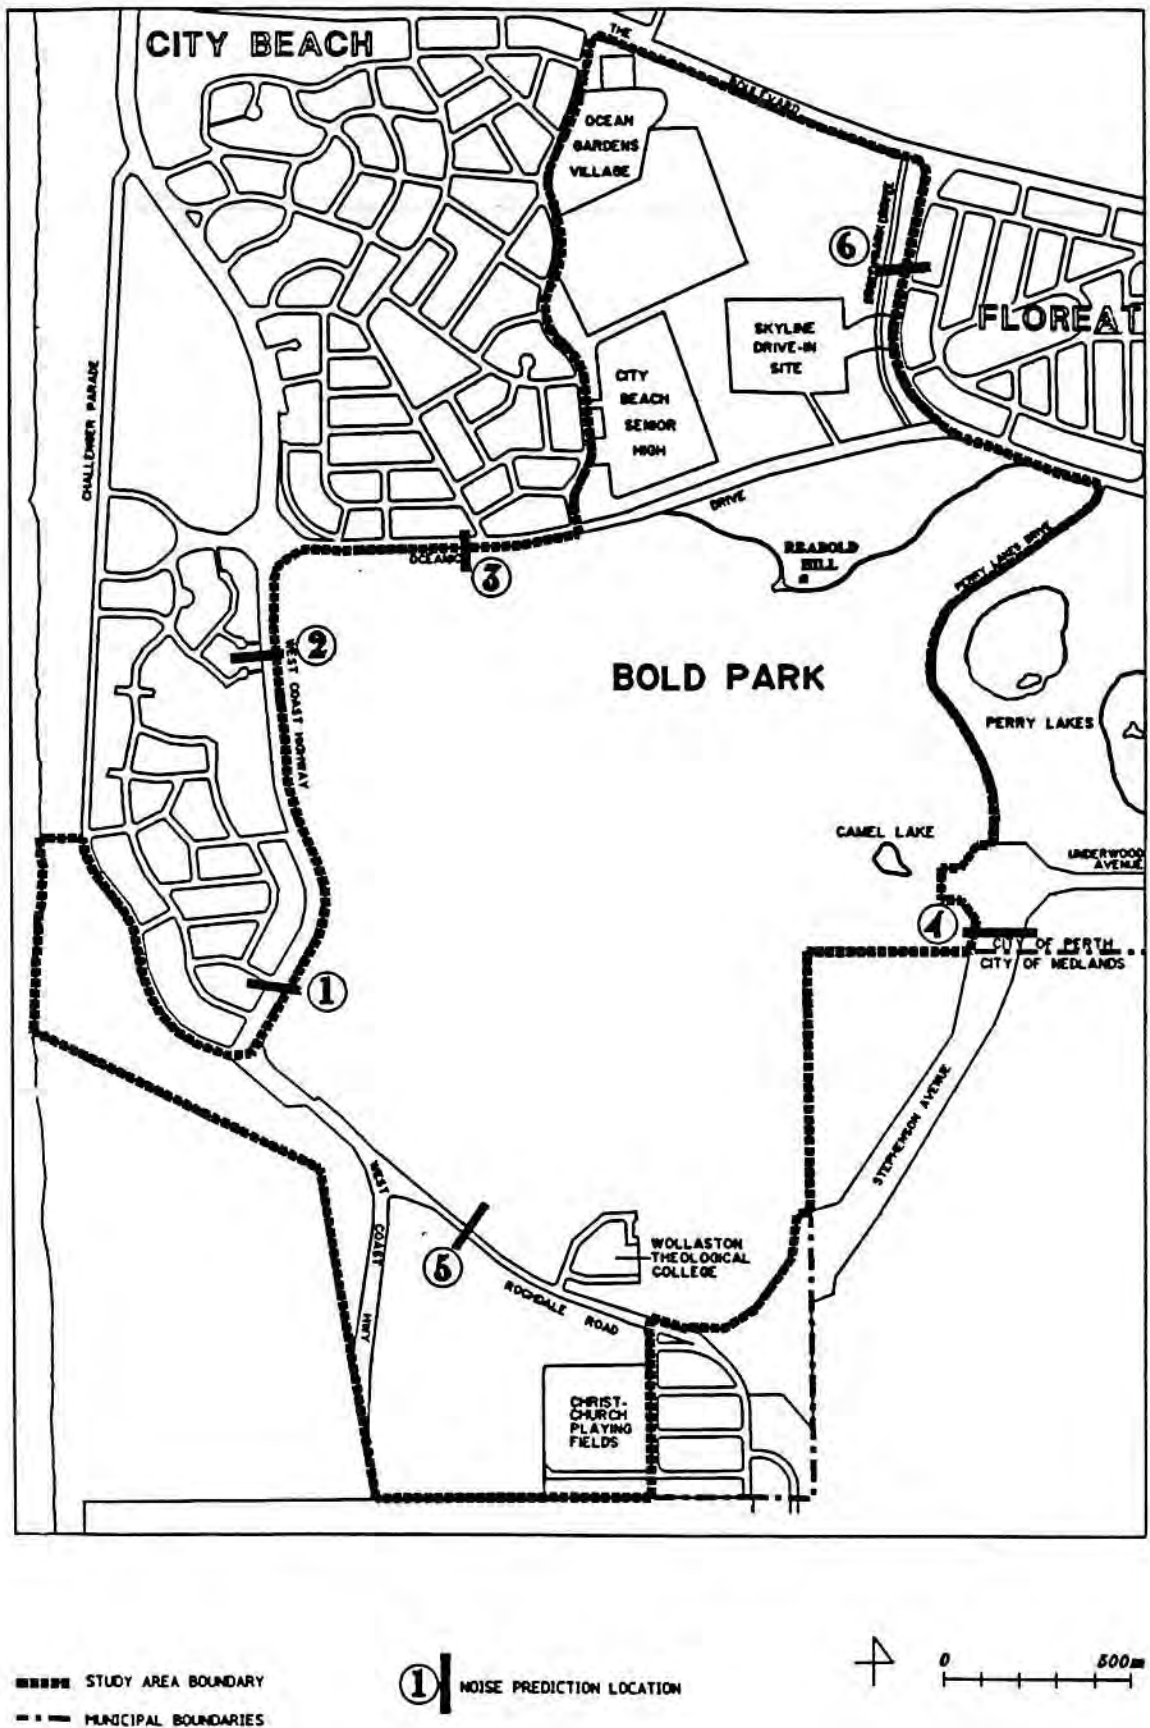 CITY BEACH
THE
BOULEVARD
OCEAN
GARDENS
VILLAGE
6
FLOREAT
SKYLINE
DRIVE-IN
SITE
CITY
BEACH
SENIOR
HIGH
CHALLENGER PARADE
DRIVE
OCEANIC
3
REABOLD
HILL
PERRY LAKES DRIVE
2
WEST COAST HIGHWAY
BOLD PARK
PERRY LAKES
CAMEL LAKE
UNDERWOOD
AVENUE
4
CITY OF PERTH
CITY OF NEDLANDS
1
STEPHENSON AVENUE
WEST
COAST
HWY
5
WOLLASTON
THEOLOGICAL
COLLEGE
ROCHDALE
ROAD
CHRIST-
CHURCH
PLAYING
FIELDS
STUDY AREA BOUNDARY
MUNICIPAL BOUNDARIES
1 NOISE PREDICTION LOCATION
0 500m